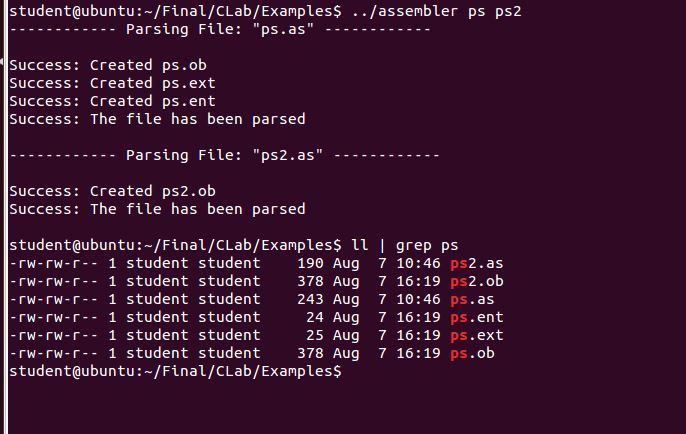 student@ubuntu:~/Final/CLab/Examples$ ../assembler ps ps2
------------ Parsing File: "ps.as" ------------
Success: Created ps.ob
Success: Created ps.ext
Success: Created ps.ent
Success: The file has been parsed
------------ Parsing File: "ps2.as" ------------
Success: Created ps2.ob
Success: The file has been parsed
student@ubuntu:~/Final/CLab/Examples$ ll | grep ps
-rw-rw-r-- 1 student student    190 Aug  7 10:46 ps2.as
-rw-rw-r-- 1 student student    378 Aug  7 16:19 ps2.ob
-rw-rw-r-- 1 student student    243 Aug  7 10:46 ps.as
-rw-rw-r-- 1 student student     24 Aug  7 16:19 ps.ent
-rw-rw-r-- 1 student student     25 Aug  7 16:19 ps.ext
-rw-rw-r-- 1 student student    378 Aug  7 16:19 ps.ob
student@ubuntu:~/Final/CLab/Examples$